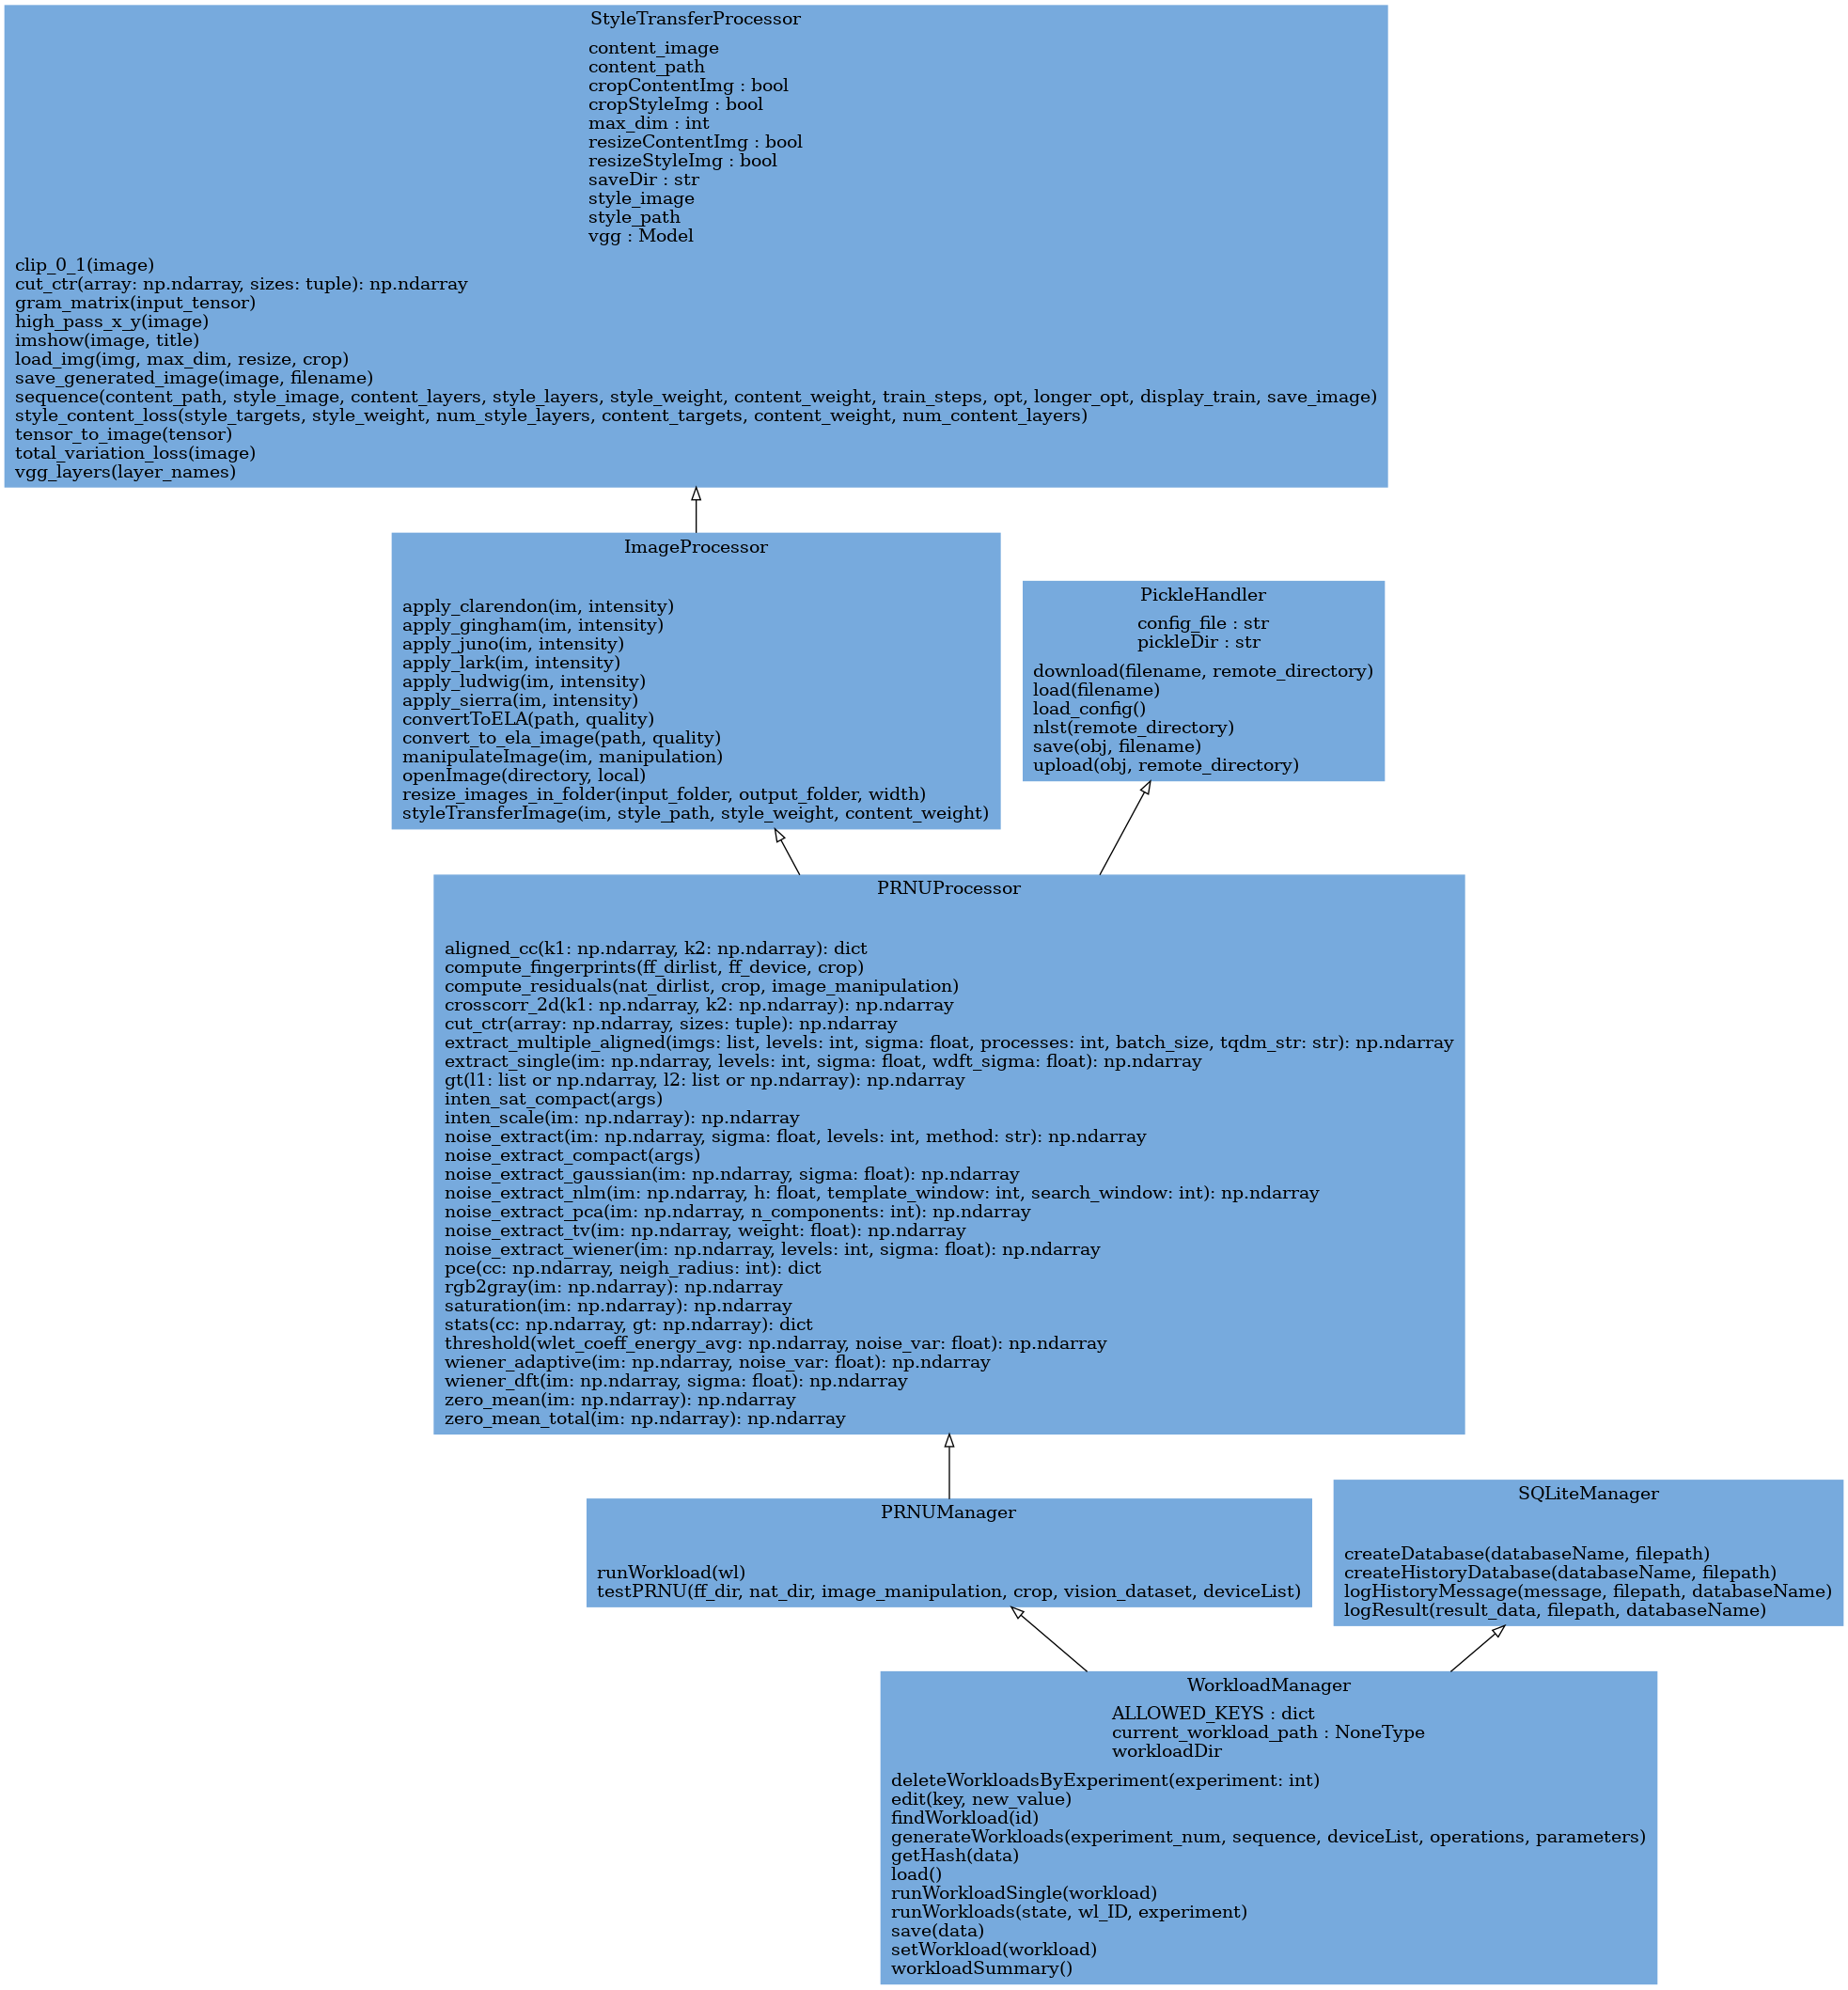 StyleTransferProcessor
content_image
content_path
cropContentImg : bool
cropStyleImg : bool
max_dim : int
resizeContentImg : bool
resizeStyleImg : bool
saveDir : str
style_image
style_path
vgg : Model
clip_0_1(image)
cut_ctr(array: np.ndarray, sizes: tuple): np.ndarray
gram_matrix(input_tensor)
high_pass_x_y(image)
imshow(image, title)
load_img(img, max_dim, resize, crop)
save_generated_image(image, filename)
sequence(content_path, style_image, content_layers, style_layers, style_weight, content_weight, train_steps, opt, longer_opt, display_train, save_image)
style_content_loss(style_targets, style_weight, num_style_layers, content_targets, content_weight, num_content_layers)
tensor_to_image(tensor)
total_variation_loss(image)
vgg_layers(layer_names)
ImageProcessor
apply_clarendon(im, intensity)
apply_gingham(im, intensity)
apply_juno(im, intensity)
apply_lark(im, intensity)
apply_ludwig(im, intensity)
apply_sierra(im, intensity)
convertToELA(path, quality)
convert_to_ela_image(path, quality)
manipulateImage(im, manipulation)
openImage(directory, local)
resize_images_in_folder(input_folder, output_folder, width)
styleTransferImage(im, style_path, style_weight, content_weight)
PickleHandler
config_file : str
pickleDir : str
download(filename, remote_directory)
load(filename)
load_config()
nlst(remote_directory)
save(obj, filename)
upload(obj, remote_directory)
PRNUProcessor
aligned_cc(k1: np.ndarray, k2: np.ndarray): dict
compute_fingerprints(ff_dirlist, ff_device, crop)
compute_residuals(nat_dirlist, crop, image_manipulation)
crosscorr_2d(k1: np.ndarray, k2: np.ndarray): np.ndarray
cut_ctr(array: np.ndarray, sizes: tuple): np.ndarray
extract_multiple_aligned(imgs: list, levels: int, sigma: float, processes: int, batch_size, tqdm_str: str): np.ndarray
extract_single(im: np.ndarray, levels: int, sigma: float, wdft_sigma: float): np.ndarray
gt(l1: list or np.ndarray, l2: list or np.ndarray): np.ndarray
inten_sat_compact(args)
inten_scale(im: np.ndarray): np.ndarray
noise_extract(im: np.ndarray, sigma: float, levels: int, method: str): np.ndarray
noise_extract_compact(args)
noise_extract_gaussian(im: np.ndarray, sigma: float): np.ndarray
noise_extract_nlm(im: np.ndarray, h: float, template_window: int, search_window: int): np.ndarray
noise_extract_pca(im: np.ndarray, n_components: int): np.ndarray
noise_extract_tv(im: np.ndarray, weight: float): np.ndarray
noise_extract_wiener(im: np.ndarray, levels: int, sigma: float): np.ndarray
pce(cc: np.ndarray, neigh_radius: int): dict
rgb2gray(im: np.ndarray): np.ndarray
saturation(im: np.ndarray): np.ndarray
stats(cc: np.ndarray, gt: np.ndarray): dict
threshold(wlet_coeff_energy_avg: np.ndarray, noise_var: float): np.ndarray
wiener_adaptive(im: np.ndarray, noise_var: float): np.ndarray
wiener_dft(im: np.ndarray, sigma: float): np.ndarray
zero_mean(im: np.ndarray): np.ndarray
zero_mean_total(im: np.ndarray): np.ndarray
PRNUManager
runWorkload(wl)
testPRNU(ff_dir, nat_dir, image_manipulation, crop, vision_dataset, deviceList)
SQLiteManager
createDatabase(databaseName, filepath)
createHistoryDatabase(databaseName, filepath)
logHistoryMessage(message, filepath, databaseName)
logResult(result_data, filepath, databaseName)
WorkloadManager
ALLOWED_KEYS : dict
current_workload_path : NoneType
workloadDir
deleteWorkloadsByExperiment(experiment: int)
edit(key, new_value)
findWorkload(id)
generateWorkloads(experiment_num, sequence, deviceList, operations, parameters)
getHash(data)
load()
runWorkloadSingle(workload)
runWorkloads(state, wl_ID, experiment)
save(data)
setWorkload(workload)
workloadSummary()